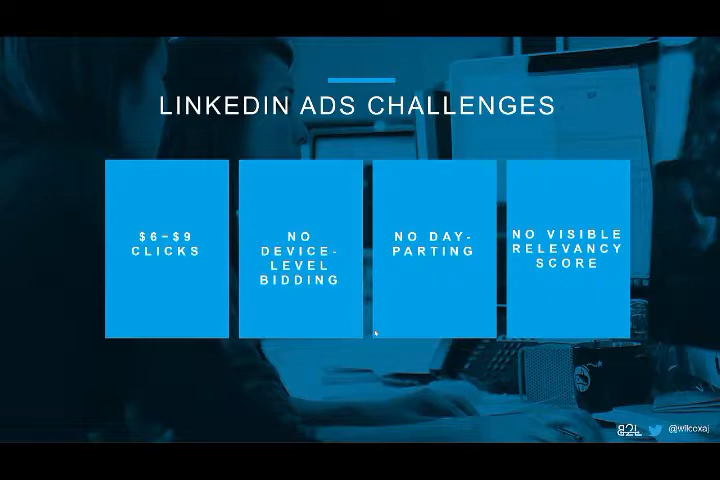 LINKEDIN ADS CHALLENGES
$6–$9
CLICKS
NO
DEVICE-
LEVEL
BIDDING
NO DAY-
PARTING
NO VISIBLE
RELEVANCY
SCORE
B2L
@wilcoxaj